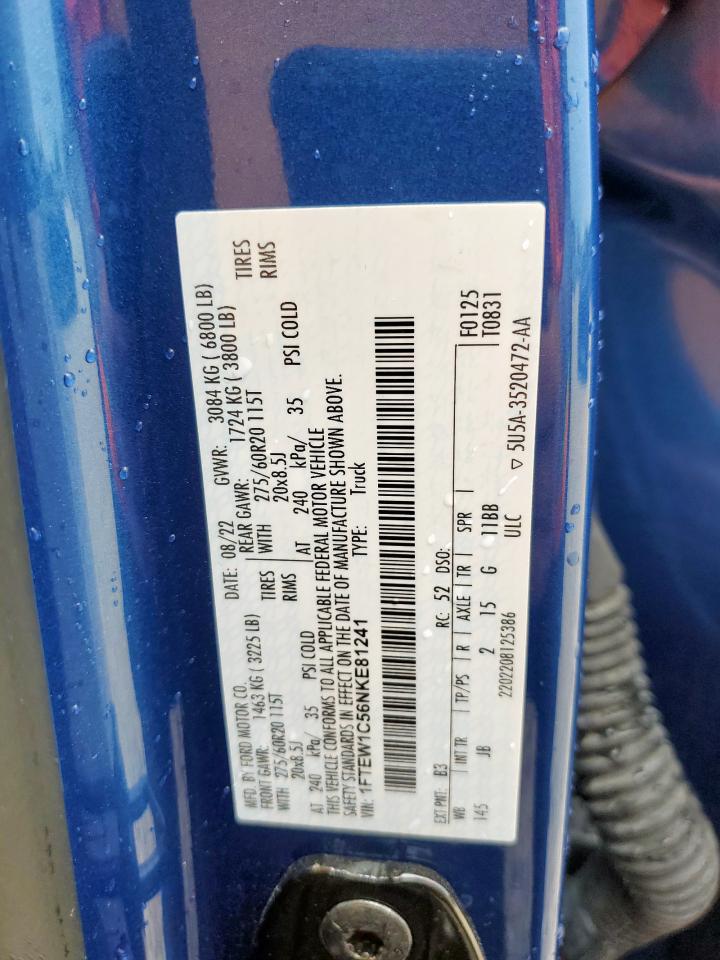 MFD. BY FORD MOTOR CO. DATE: 08/22 GVWR: 3084 KG ( 6800 LB)
FRONT GAWR: 1463 KG ( 3225 LB) REAR GAWR: 1724 KG ( 3800 LB)
WITH 275/60R20 115T TIRES WITH 275/60R20 115T TIRES
20x8.5J RIMS 20x8.5J RIMS
AT 240 kPa/ 35 PSI COLD AT 240 kPa/ 35 PSI COLD
THIS VEHICLE CONFORMS TO ALL APPLICABLE FEDERAL MOTOR VEHICLE
SAFETY STANDARDS IN EFFECT ON THE DATE OF MANUFACTURE SHOWN ABOVE.
VIN: 1FTEW1C56NKE81241 TYPE: Truck
EXT PNT: B3 RC: 52 DSO: F0125
WB INT TR TP/PS R AXLE TR SPR T0831
145 JB 2 15 G 11BB
2202208125386 ULC ▽ 5U5A-3520472-AA